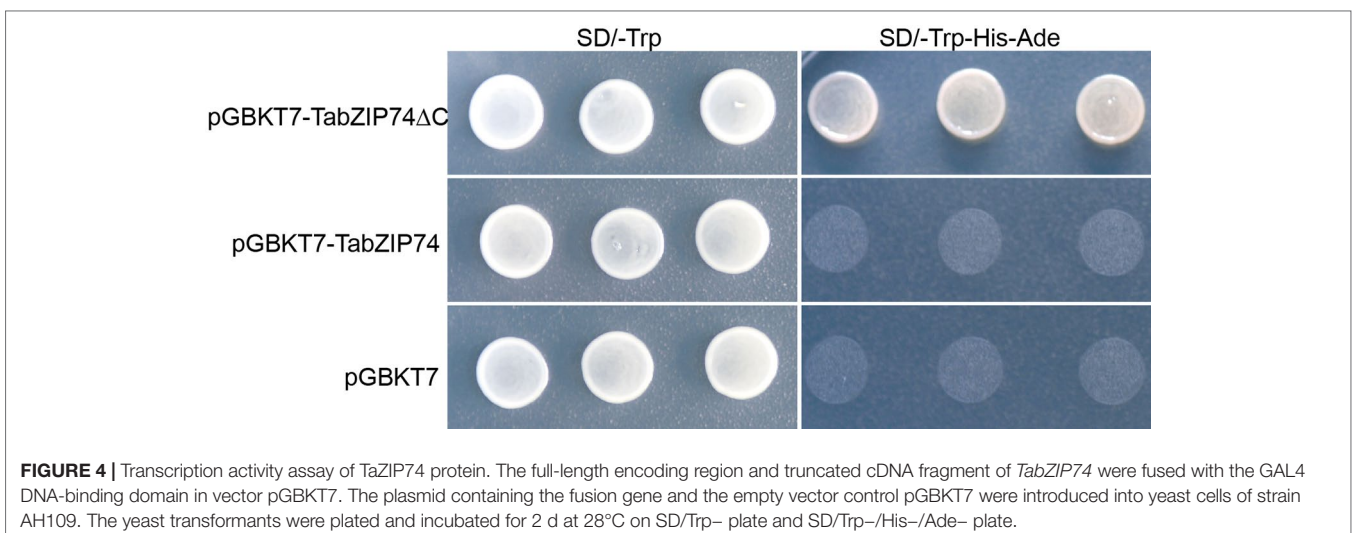 SD/-Trp SD/-Trp-His-Ade
pGBKT7-TabZIP74ΔC
pGBKT7-TabZIP74
pGBKT7
FIGURE 4 | Transcription activity assay of TaZIP74 protein. The full-length encoding region and truncated cDNA fragment of TabZIP74 were fused with the GAL4
DNA-binding domain in vector pGBKT7. The plasmid containing the fusion gene and the empty vector control pGBKT7 were introduced into yeast cells of strain
AH109. The yeast transformants were plated and incubated for 2 d at 28°C on SD/Trp− plate and SD/Trp−/His−/Ade− plate.